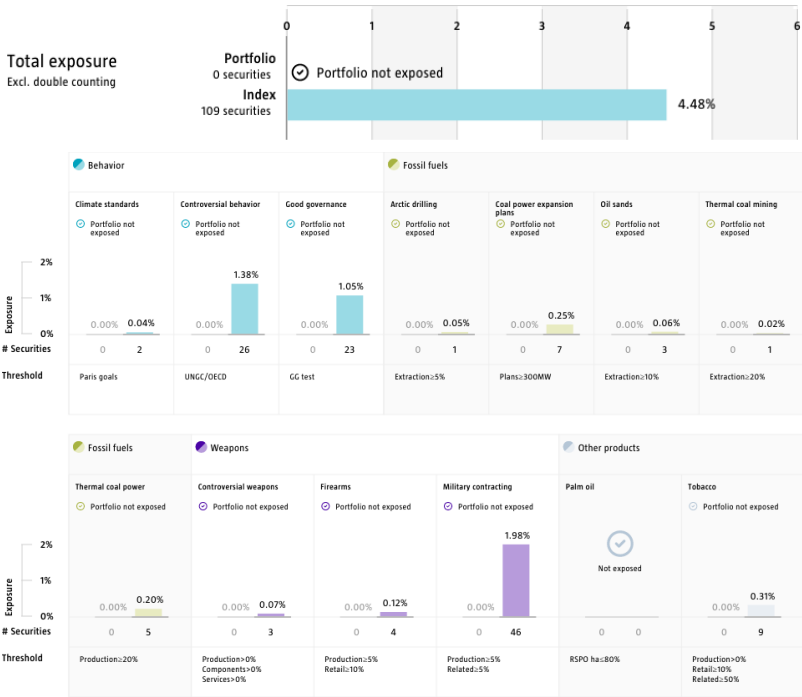 0 1 2 3 4 5 6
Total exposure
Excl. double counting
Portfolio
0 securities
Portfolio not exposed
Index
109 securities
4.48%
Behavior
Fossil fuels
Climate standards
Controversial behavior
Good governance
Arctic drilling
Coal power expansion
plans
Oil sands
Thermal coal mining
Portfolio not
exposed
Portfolio not
exposed
Portfolio not
exposed
Portfolio not
exposed
Portfolio not
exposed
Portfolio not
exposed
Portfolio not
exposed
Exposure
2%
1%
0%
0.00% 0.04%
0.00% 1.38%
0.00% 1.05%
0.00% 0.05%
0.00% 0.25%
0.00% 0.06%
0.00% 0.02%
# Securities 0 2 0 26 0 23 0 1 0 7 0 3 0 1
Threshold Paris goals UNGC/OECD GG test Extraction≥5% Plans≥300MW Extraction≥10% Extraction≥20%
Fossil fuels
Weapons
Other products
Thermal coal power
Controversial weapons
Firearms
Military contracting
Palm oil
Tobacco
Portfolio not exposed
Portfolio not exposed
Portfolio not exposed
Portfolio not exposed
Not exposed
Portfolio not exposed
Exposure
2%
1%
0%
0.00% 0.20%
0.00% 0.07%
0.00% 0.12%
0.00% 1.98%
0.00% 0.31%
# Securities 0 5 0 3 0 4 0 46 0 0 0 9
Threshold
Production≥20%
Production>0%
Components>0%
Services>0%
Production≥5%
Retail≥10%
Production≥5%
Related≥5%
RSPO ha≤80%
Production>0%
Retail≥10%
Related≥50%